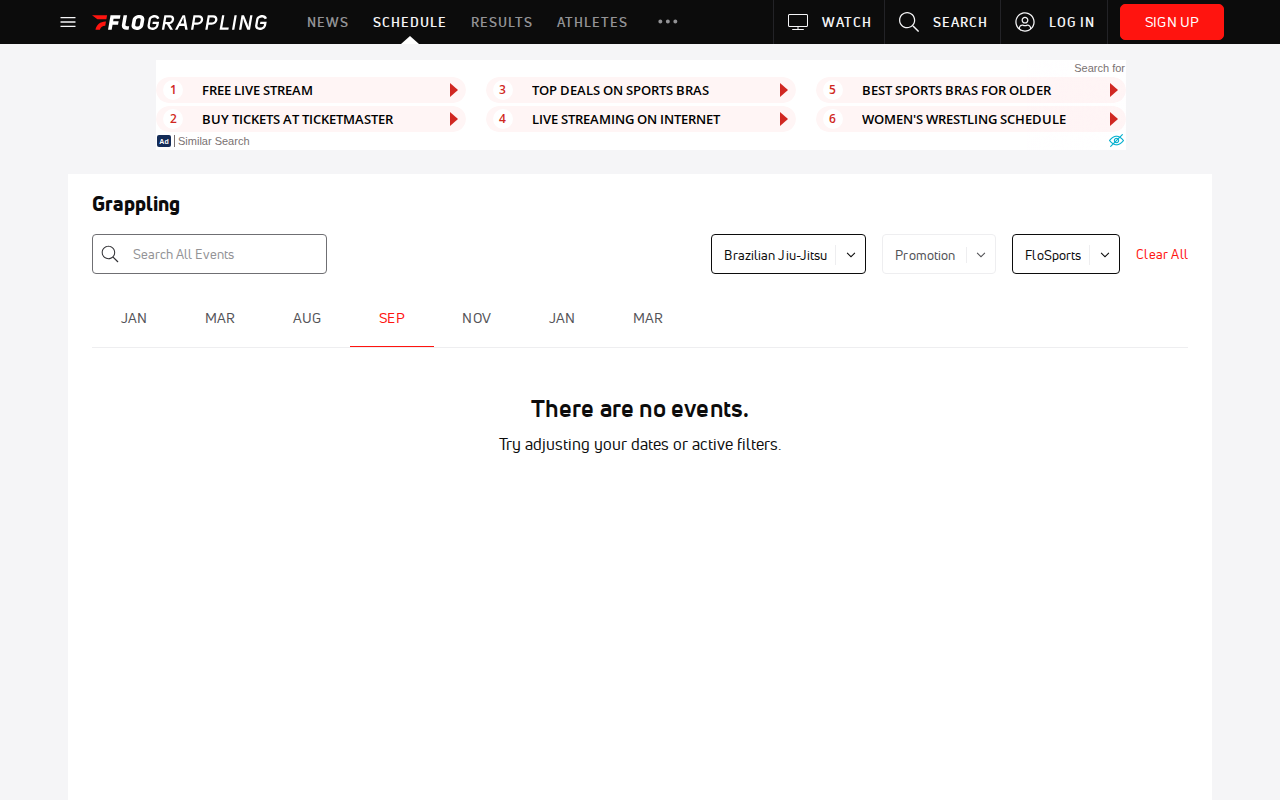 FLOGRAPPLING
NEWS
SCHEDULE
RESULTS
ATHLETES
WATCH
SEARCH
LOG IN
SIGN UP
Search for
1 FREE LIVE STREAM
2 BUY TICKETS AT TICKETMASTER
3 TOP DEALS ON SPORTS BRAS
4 LIVE STREAMING ON INTERNET
5 BEST SPORTS BRAS FOR OLDER
6 WOMEN'S WRESTLING SCHEDULE
Ad | Similar Search
Grappling
Search All Events
Brazilian Jiu-Jitsu
Promotion
FloSports
Clear All
JAN
MAR
AUG
SEP
NOV
JAN
MAR
There are no events.
Try adjusting your dates or active filters.